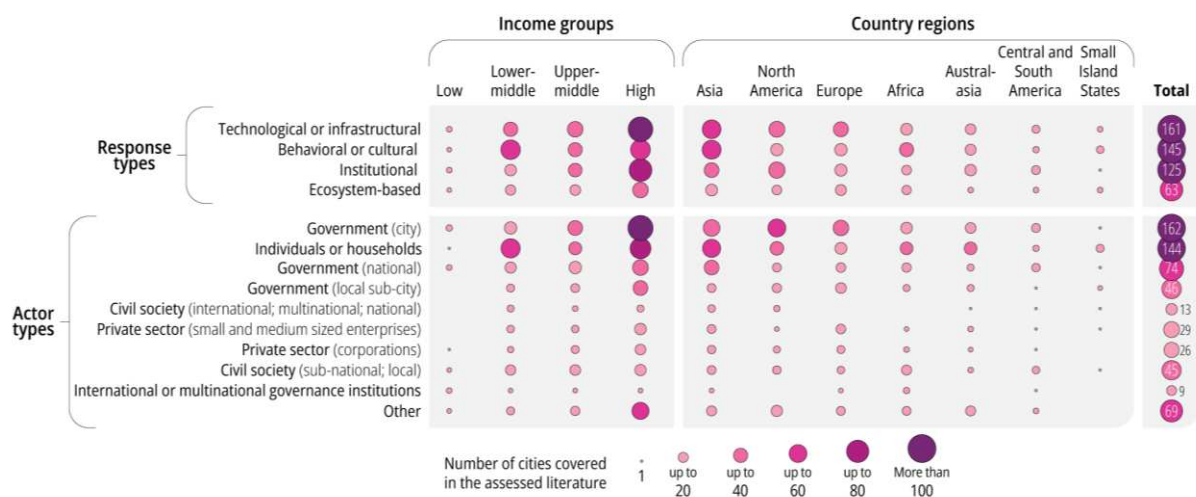 Income groups
Country regions
Low
Lower-
middle
Upper-
middle
High
Asia
North
America
Europe
Africa
Austral-
asia
Central and
South
America
Small
Island
States
Total
Response
types
Technological or infrastructural
161
Behavioral or cultural
145
Institutional
125
Ecosystem-based
63
Actor
types
Government (city)
162
Individuals or households
144
Government (national)
74
Government (local sub-city)
46
Civil society (international; multinational; national)
13
Private sector (small and medium sized enterprises)
29
Private sector (corporations)
26
Civil society (sub-national; local)
45
International or multinational governance institutions
9
Other
69
Number of cities covered
in the assessed literature
1
up to
20
up to
40
up to
60
up to
80
More than
100